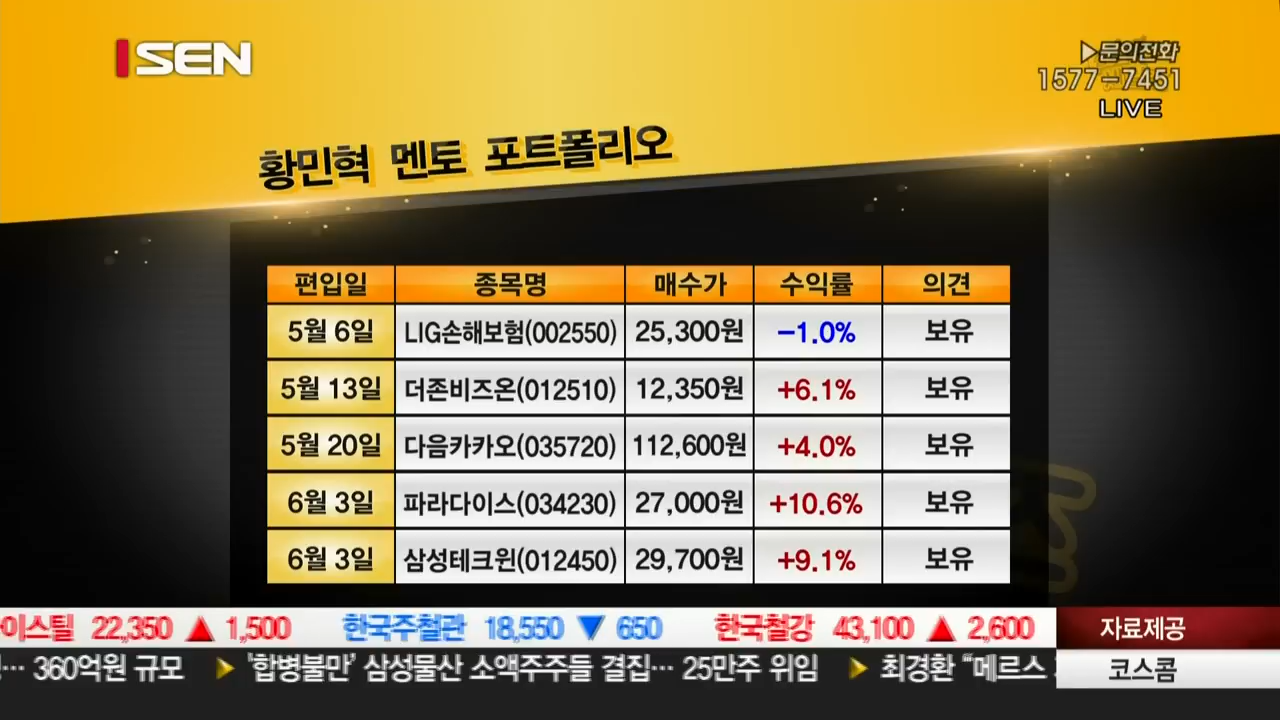 SEN
▶문의전화
1577-7451
LIVE
황민혁 멘토 포트폴리오
편입일 종목명 매수가 수익률 의견
5월 6일 LIG손해보험(002550) 25,300원 -1.0% 보유
5월 13일 더존비즈온(012510) 12,350원 +6.1% 보유
5월 20일 다음카카오(035720) 112,600원 +4.0% 보유
6월 3일 파라다이스(034230) 27,000원 +10.6% 보유
6월 3일 삼성테크윈(012450) 29,700원 +9.1% 보유
이스틸 22,350 ▲ 1,500 한국주철관 18,550 ▼ 650 한국철강 43,100 ▲ 2,600 자료제공
… 360억원 규모 ▶ '합병불만' 삼성물산 소액주주들 결집… 25만주 위임 ▶ 최경환 “'메르스 코스콤